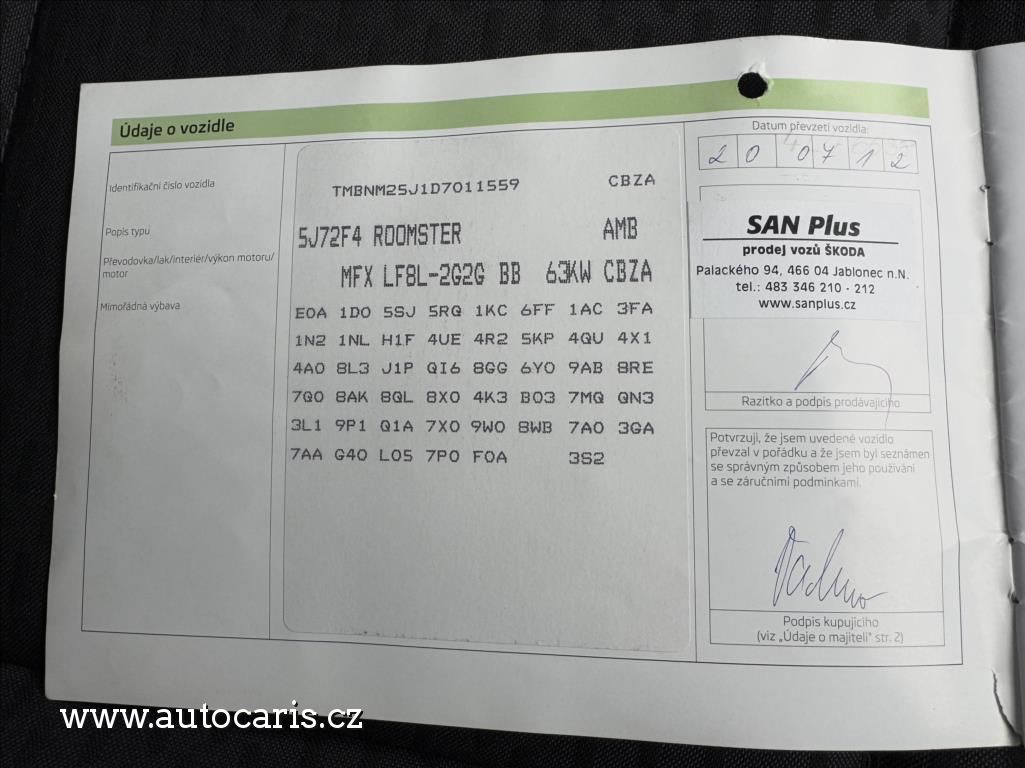 Údaje o vozidle
Identifikační číslo vozidla
TMBNM25J1D7011559 CBZA
Popis typu
5J72F4 ROOMSTER AMB
Převodovka/lak/interiér/výkon motoru/
motor
MFX LF8L-2G2G BB 63KW CBZA
Mimořádná výbava
E0A 1D0 5SJ 5RQ 1KC 6FF 1AC 3FA
1N2 1NL H1F 4UE 4R2 5KP 4QU 4X1
4A0 8L3 J1P QI6 8GG 6Y0 9AB 8RE
7Q0 8AK 8QL 8X0 4K3 B03 7MQ QN3
3L1 9P1 Q1A 7X0 9W0 8WB 7A0 3GA
7AA G40 L05 7P0 F0A 3S2
Datum převzetí vozidla:
20 07 12
SAN Plus
prodej vozů ŠKODA
Palackého 94, 466 04 Jablonec n.N.
tel.: 483 346 210 - 212
www.sanplus.cz
Razítko a podpis prodávajícího
Potvrzuji, že jsem uvedené vozidlo
převzal v pořádku a že jsem byl seznámen
se správným způsobem jeho používání
a se záručními podmínkami.
Podpis kupujícího
(viz „Údaje o majiteli" str. 2)
www.autocaris.cz